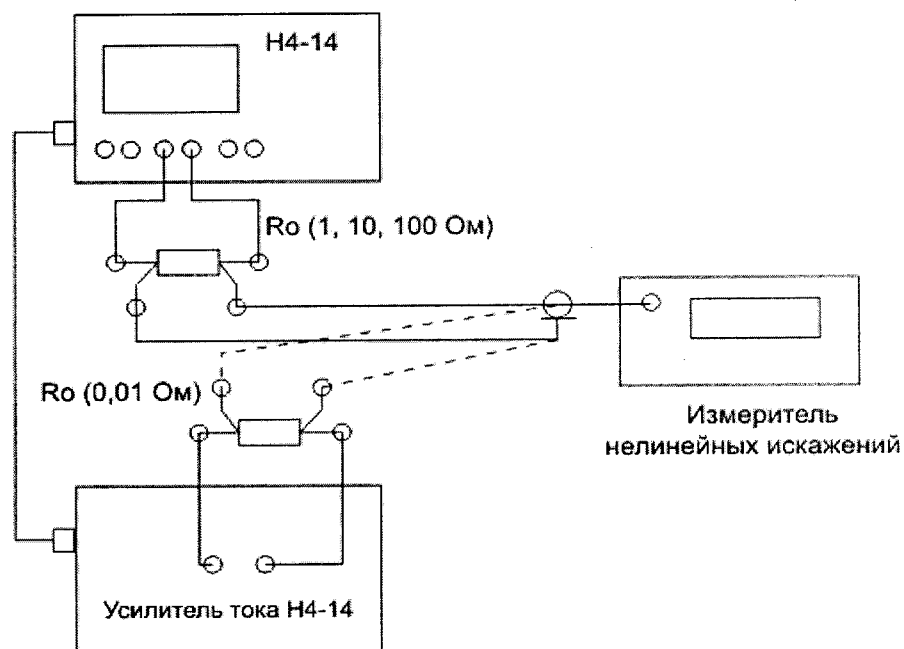 Н4-14
Ro (1, 10, 100 Ом)
Ro (0,01 Ом)
Измеритель
нелинейных искажений
Усилитель тока Н4-14